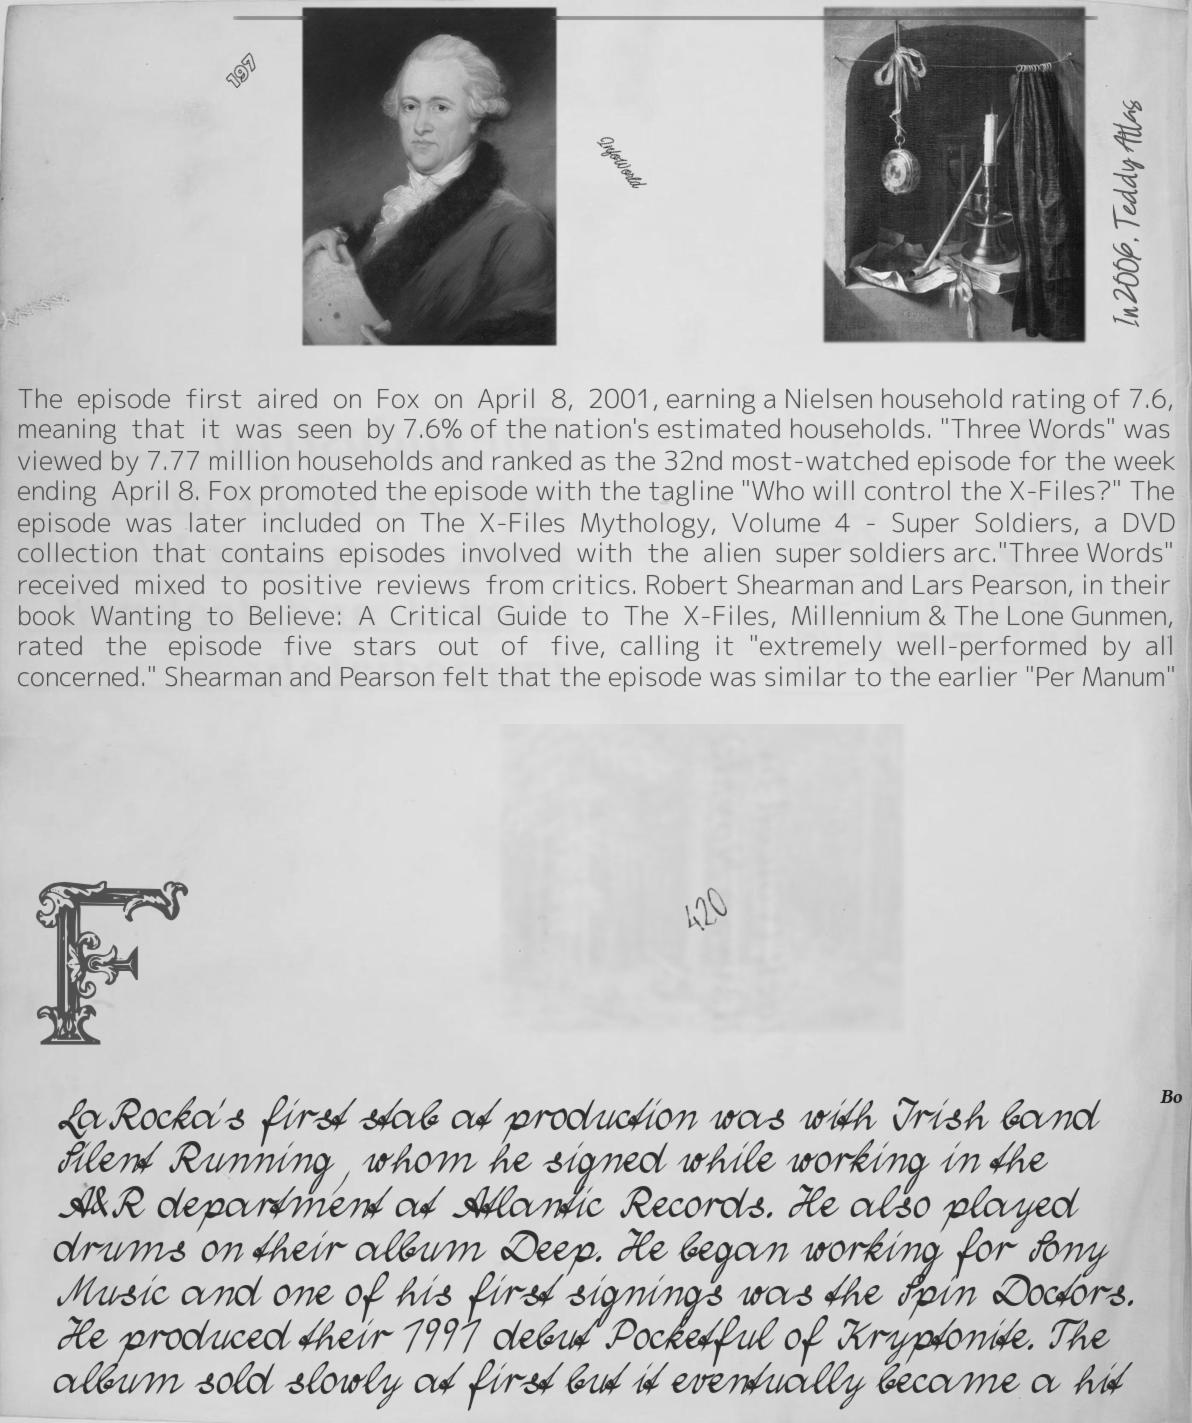 197
InfoWorld
In 2006, Teddy Atlas
The episode first aired on Fox on April 8, 2001, earning a Nielsen household rating of 7.6,
meaning that it was seen by 7.6% of the nation's estimated households. "Three Words" was
viewed by 7.77 million households and ranked as the 32nd most-watched episode for the week
ending April 8. Fox promoted the episode with the tagline "Who will control the X-Files?" The
episode was later included on The X-Files Mythology, Volume 4 - Super Soldiers, a DVD
collection that contains episodes involved with the alien super soldiers arc."Three Words"
received mixed to positive reviews from critics. Robert Shearman and Lars Pearson, in their
book Wanting to Believe: A Critical Guide to The X-Files, Millennium & The Lone Gunmen,
rated the episode five stars out of five, calling it "extremely well-performed by all
concerned." Shearman and Pearson felt that the episode was similar to the earlier "Per Manum"
420
F
Bo
La Rocka's first stab at production was with Irish band
Silent Running, whom he signed while working in the
A&R department at Atlantic Records. He also played
drums on their album Deep. He began working for Sony
Music and one of his first signings was the Spin Doctors.
He produced their 1991 debut Pocketful of Kryptonite. The
album sold slowly at first but it eventually became a hit